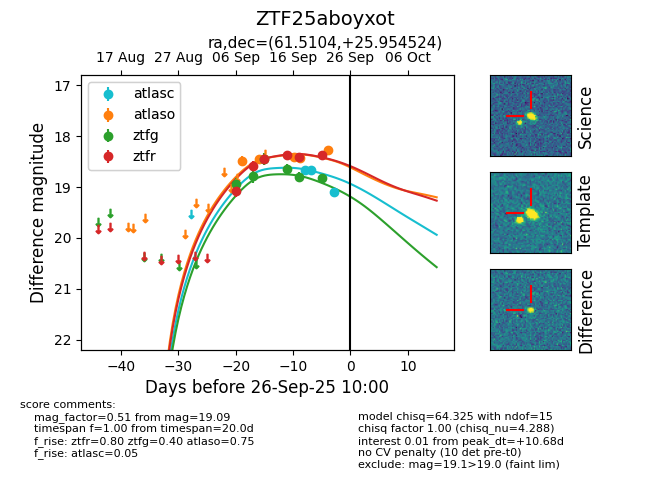 ZTF25aboyxot
ra,dec=(61.5104,+25.954524)
17 Aug 27 Aug 06 Sep 16 Sep 26 Sep 06 Oct
17
18
19
20
21
22
Difference magnitude
atlasc
atlaso
ztfg
ztfr
−40 −30 −20 −10 0 10
Days before 26-Sep-25 10:00
Science
Template
Difference
score comments:
mag_factor=0.51 from mag=19.09
timespan f=1.00 from timespan=20.0d
f_rise: ztfr=0.80 ztfg=0.40 atlaso=0.75
f_rise: atlasc=0.05
model chisq=64.325 with ndof=15
chisq factor 1.00 (chisq_nu=4.288)
interest 0.01 from peak_dt=+10.68d
no CV penalty (10 det pre-t0)
exclude: mag=19.1>19.0 (faint lim)